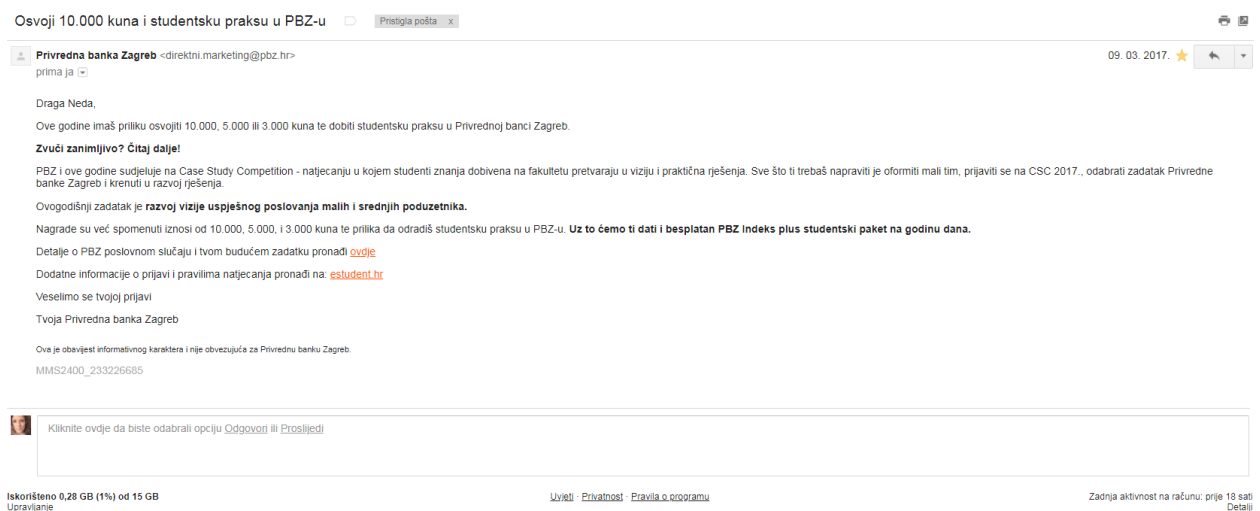 Osvoji 10.000 kuna i studentsku praksu u PBZ-u Pristigla pošta x
Privredna banka Zagreb <direktni.marketing@pbz.hr> 09. 03. 2017.
prima ja
Draga Neda,
Ove godine imaš priliku osvojiti 10.000, 5.000 ili 3.000 kuna te dobiti studentsku praksu u Privrednoj banci Zagreb.
Zvuči zanimljivo? Čitaj dalje!
PBZ i ove godine sudjeluje na Case Study Competition - natjecanju u kojem studenti znanja dobivena na fakultetu pretvaraju u viziju i praktična rješenja. Sve što ti trebaš napraviti je oformiti mali tim, prijaviti se na CSC 2017., odabrati zadatak Privredne
banke Zagreb i krenuti u razvoj rješenja.
Ovogodišnji zadatak je razvoj vizije uspješnog poslovanja malih i srednjih poduzetnika.
Nagrade su već spomenuti iznosi od 10.000, 5.000, i 3.000 kuna te prilika da odradiš studentsku praksu u PBZ-u. Uz to ćemo ti dati i besplatan PBZ Indeks plus studentski paket na godinu dana.
Detalje o PBZ poslovnom slučaju i tvom budućem zadatku pronađi ovdje
Dodatne informacije o prijavi i pravilima natjecanja pronađi na: estudent.hr
Veselimo se tvojoj prijavi
Tvoja Privredna banka Zagreb
Ova je obavijest informativnog karaktera i nije obvezujuća za Privrednu banku Zagreb.
MMS2400_233226685
Kliknite ovdje da biste odabrali opciju Odgovori ili Proslijedi
Iskorišteno 0,28 GB (1%) od 15 GB Uvjeti · Privatnost · Pravila o programu Zadnja aktivnost na računu: prije 18 sati
Upravljanje Detalji